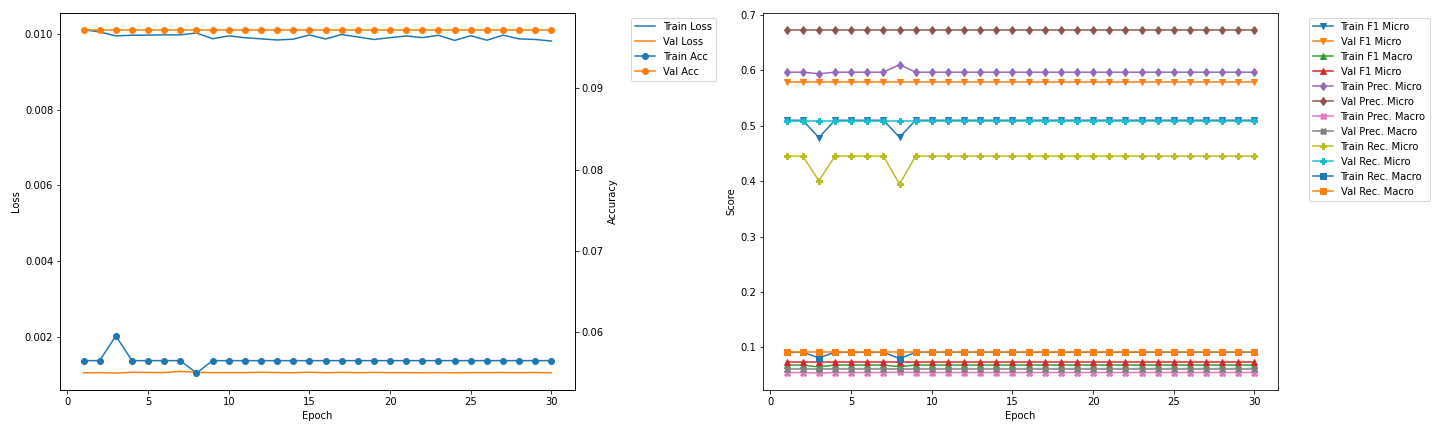 0.010
0.008
0.006
0.004
0.002
Loss
0
5
10
15
20
25
30
Epoch
0.09
0.08
0.07
0.06
Accuracy
Train Loss
Val Loss
Train Acc
Val Acc
0.7
0.6
0.5
0.4
0.3
0.2
0.1
Score
0
5
10
15
20
25
30
Epoch
Train F1 Micro
Val F1 Micro
Train F1 Macro
Val F1 Micro
Train Prec. Micro
Val Prec. Micro
Train Prec. Macro
Val Prec. Macro
Train Rec. Micro
Val Rec. Micro
Train Rec. Macro
Val Rec. Macro